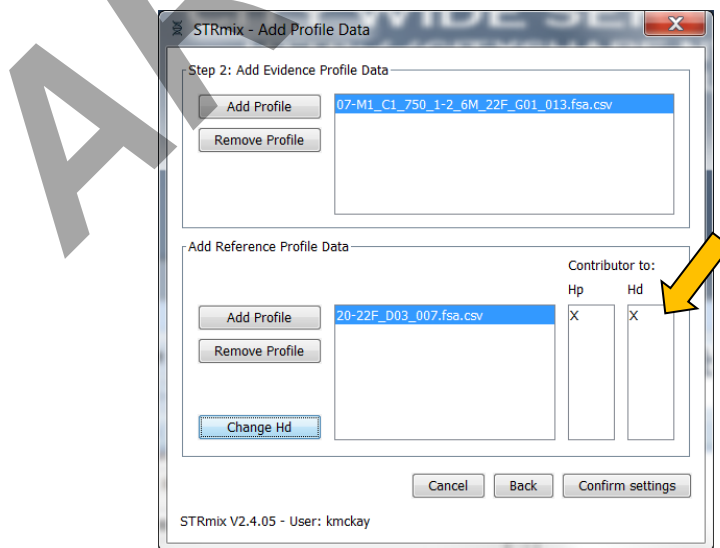 STRmix - Add Profile Data
X
Step 2: Add Evidence Profile Data
Add Profile
07-M1_C1_750_1-2_6M_22F_G01_013.fsa.csv
Remove Profile
Add Reference Profile Data
Contributor to:
Hp Hd
Add Profile
20-22F_D03_007.fsa.csv
X X
Remove Profile
Change Hd
Cancel Back Confirm settings
STRmix V2.4.05 - User: kmckay